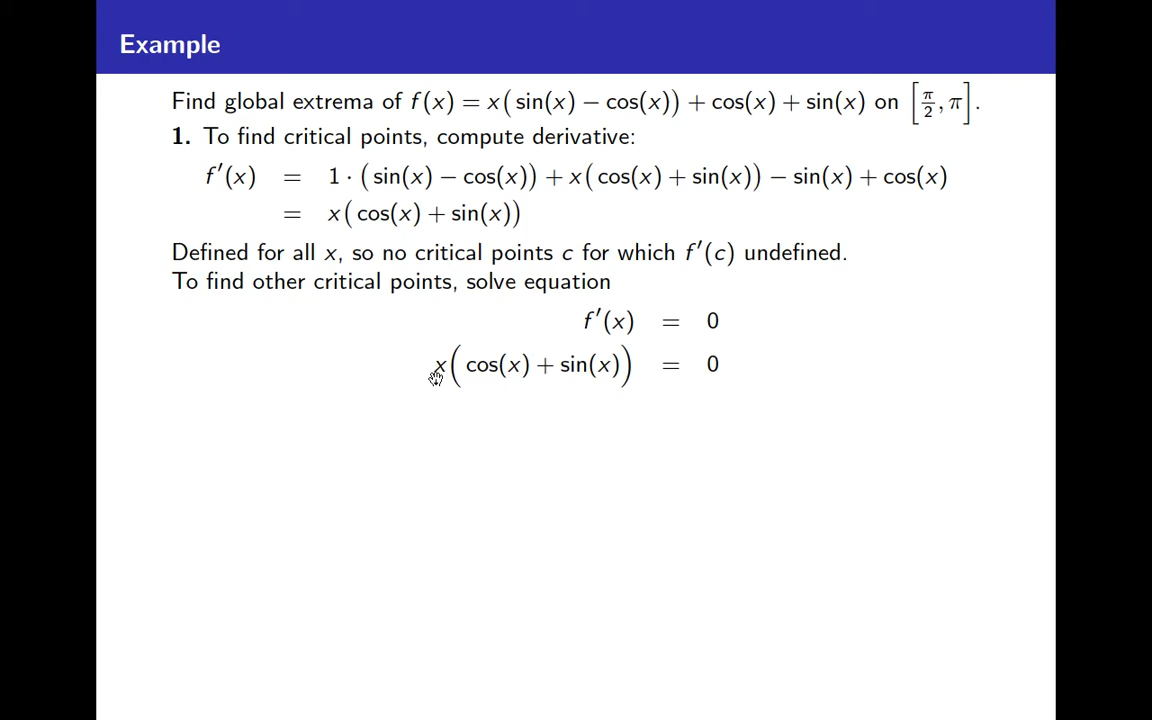 Example
Find global extrema of f(x) = x(sin(x) − cos(x)) + cos(x) + sin(x) on [π/2, π].
1. To find critical points, compute derivative:
f′(x) = 1 · (sin(x) − cos(x)) + x(cos(x) + sin(x)) − sin(x) + cos(x)
= x(cos(x) + sin(x))
Defined for all x, so no critical points c for which f′(c) undefined.
To find other critical points, solve equation
f′(x) = 0
x(cos(x) + sin(x)) = 0